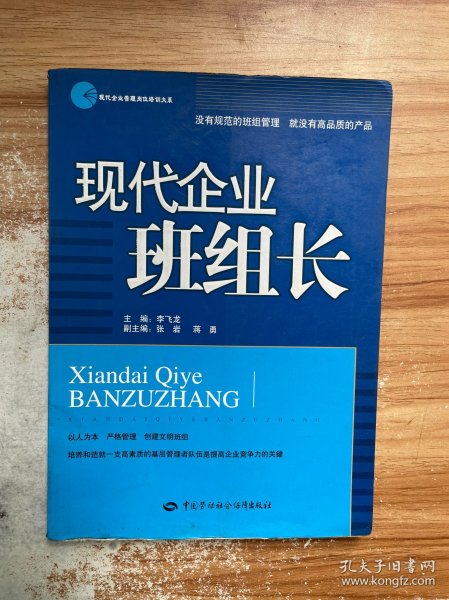 现代企业管理岗位培训大系
没有规范的班组管理 就没有高品质的产品
现代企业
班组长
主 编：李飞龙
副主编：张 岩 蒋 勇
Xiandai Qiye
BANZUZHANG
XIANDAIQIYEBANZUZHANG
以人为本 严格管理 创建文明班组
培养和造就一支高素质的基层管理者队伍是提高企业竞争力的关键
中国劳动社会保障出版社
孔夫子旧书网
www.kongfz.com